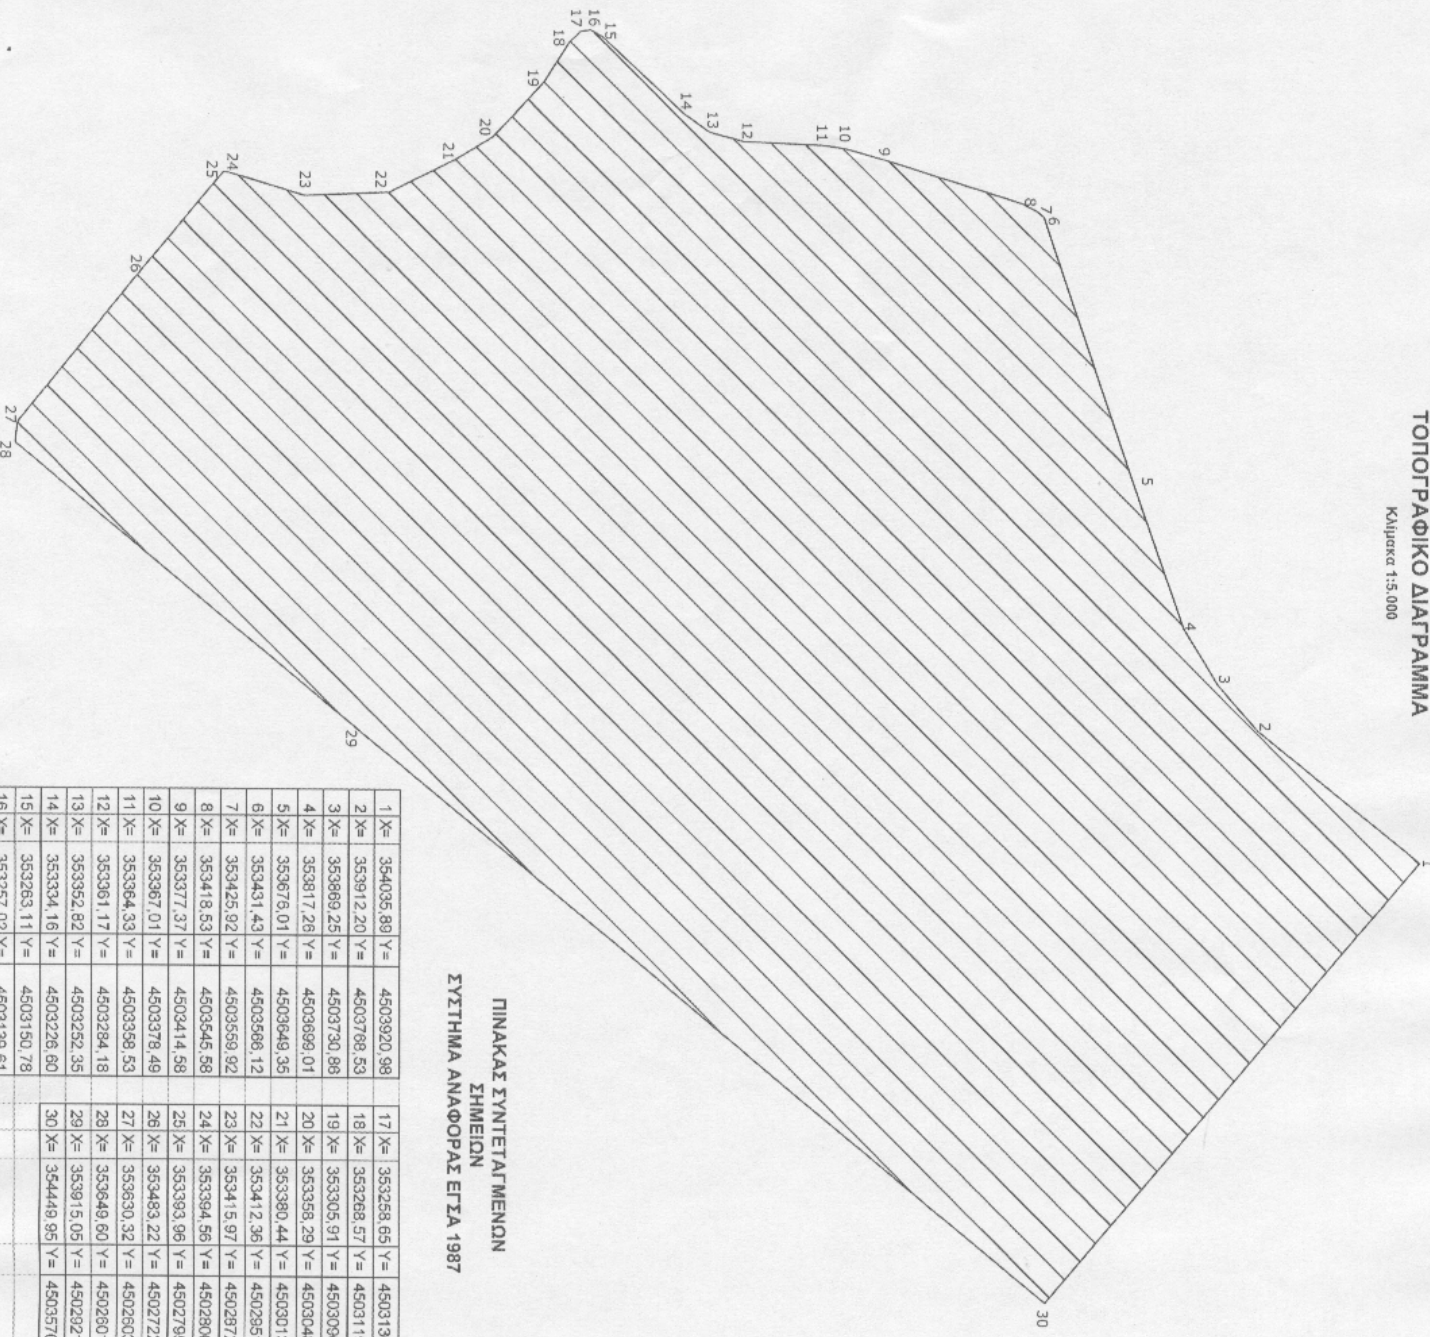 ΤΟΠΟΓΡΑΦΙΚΟ ΔΙΑΓΡΑΜΜΑ
Κλίμακα 1:5.000
1
2
3
4
5
6
7
8
9
10
11
12
13
14
15
16
17
18
19
20
21
22
23
24
25
26
27
28
29
30
ΠΙΝΑΚΑΣ ΣΥΝΤΕΤΑΓΜΕΝΩΝ
ΣΗΜΕΙΩΝ
ΣΥΣΤΗΜΑ ΑΝΑΦΟΡΑΣ ΕΓΣΑ 1987
1 X= 354035,89 Y= 4503920,98
2 X= 353912,20 Y= 4503768,53
3 X= 353869,25 Y= 4503730,86
4 X= 353817,26 Y= 4503699,01
5 X= 353676,01 Y= 4503649,35
6 X= 353431,43 Y= 4503566,12
7 X= 353425,92 Y= 4503559,92
8 X= 353418,53 Y= 4503545,58
9 X= 353377,37 Y= 4503414,58
10 X= 353367,01 Y= 4503378,49
11 X= 353364,33 Y= 4503358,53
12 X= 353361,17 Y= 4503284,18
13 X= 353352,82 Y= 4503252,35
14 X= 353334,16 Y= 4503226,60
15 X= 353263,11 Y= 4503150,78
16 X= 353257,02 Y= 4503139,61
17 X= 353258,65 Y=
18 X= 353268,57 Y=
19 X= 353305,91 Y=
20 X= 353358,29 Y=
21 X= 353380,44 Y=
22 X= 353412,36 Y=
23 X= 353415,97 Y=
24 X= 353394,56 Y=
25 X= 353393,96 Y=
26 X= 353483,22 Y=
27 X= 353630,32 Y=
28 X= 353649,60 Y=
29 X= 353915,05 Y=
30 X= 354449,95 Y=